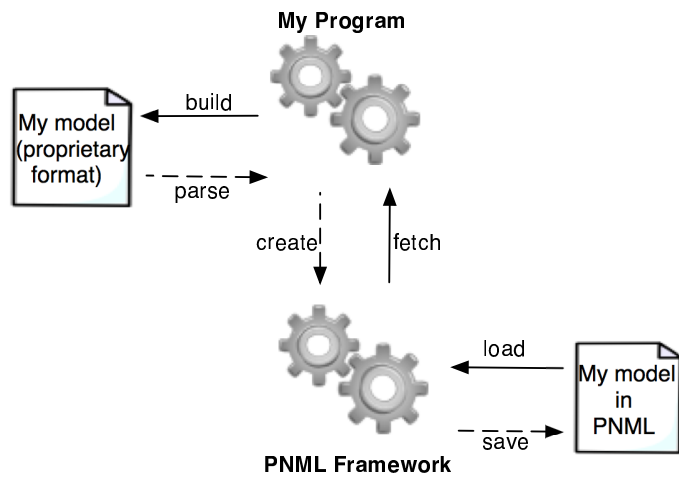 My Program
build
My model
(proprietary
format)
parse
create
fetch
load
My model
in
PNML
save
PNML Framework